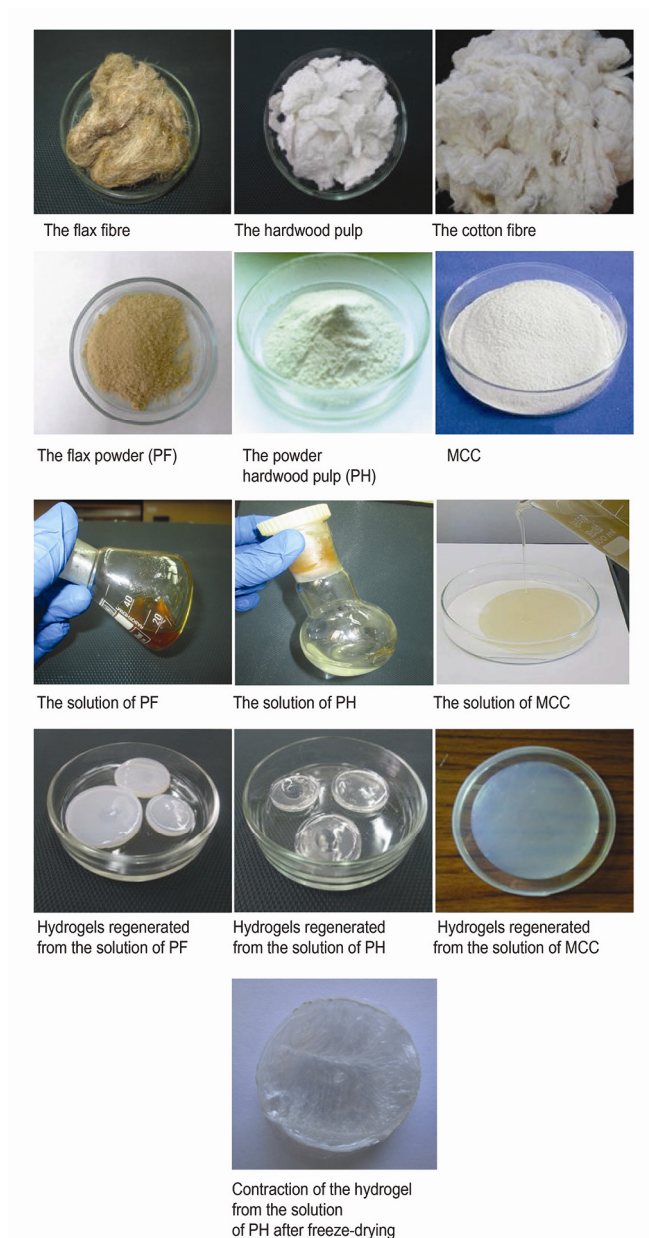 The flax fibre
The hardwood pulp
The cotton fibre
The flax powder (PF)
The powder
hardwood pulp (PH)
MCC
40
20
The solution of PF
The solution of PH
The solution of MCC
Hydrogels regenerated
from the solution of PF
Hydrogels regenerated
from the solution of PH
Hydrogels regenerated
from the solution of MCC
Contraction of the hydrogel
from the solution
of PH after freeze-drying